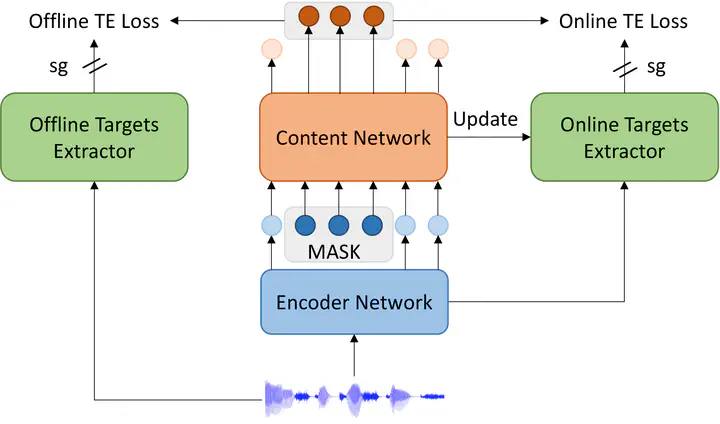 Offline TE Loss
Online TE Loss
sg
sg
Offline Targets
Extractor
Content Network
Update
Online Targets
Extractor
MASK
Encoder Network